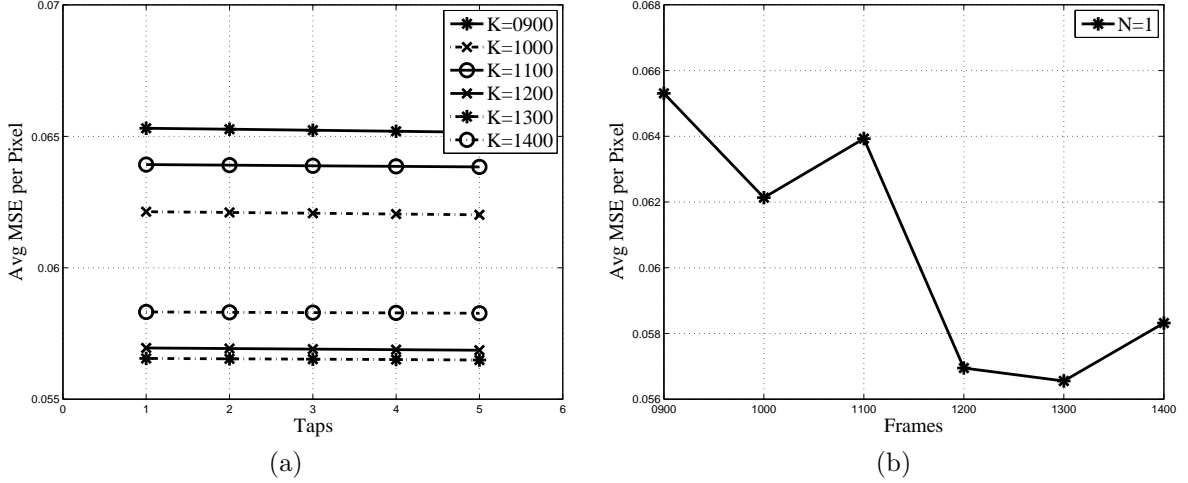 0.07
0.065
0.06
0.055
Avg MSE per Pixel
0 1 2 3 4 5 6
Taps
K=0900
K=1000
K=1100
K=1200
K=1300
K=1400
(a)
0.068
0.066
0.064
0.062
0.06
0.058
0.056
Avg MSE per Pixel
0900 1000 1100 1200 1300 1400
Frames
N=1
(b)